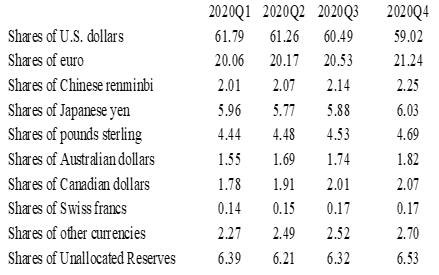 2020Q1 2020Q2 2020Q3 2020Q4
Shares of U.S. dollars 61.79 61.26 60.49 59.02
Shares of euro 20.06 20.17 20.53 21.24
Shares of Chinese renminbi 2.01 2.07 2.14 2.25
Shares of Japanese yen 5.96 5.77 5.88 6.03
Shares of pounds sterling 4.44 4.48 4.53 4.69
Shares of Australian dollars 1.55 1.69 1.74 1.82
Shares of Canadian dollars 1.78 1.91 2.01 2.07
Shares of Swiss francs 0.14 0.15 0.17 0.17
Shares of other currencies 2.27 2.49 2.52 2.70
Shares of Unallocated Reserves 6.39 6.21 6.32 6.53